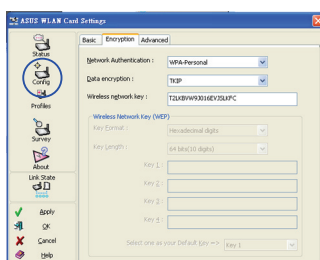 ASUS WLAN Card Settings
Status
Config
Profiles
Survey
About
Link State
Apply
OK
Cancel
Help
Basic Encryption Advanced
Network Authentication : WPA-Personal
Data encryption : TKIP
Wireless network key : T2LKBVW9J016EVJSLKFC
Wireless Network Key (WEP)
Key Format : Hexadecimal digits
Key Length : 64 bits(10 digits)
Key 1 :
Key 2 :
Key 3 :
Key 4 :
Select one as your Default Key --> Key 1